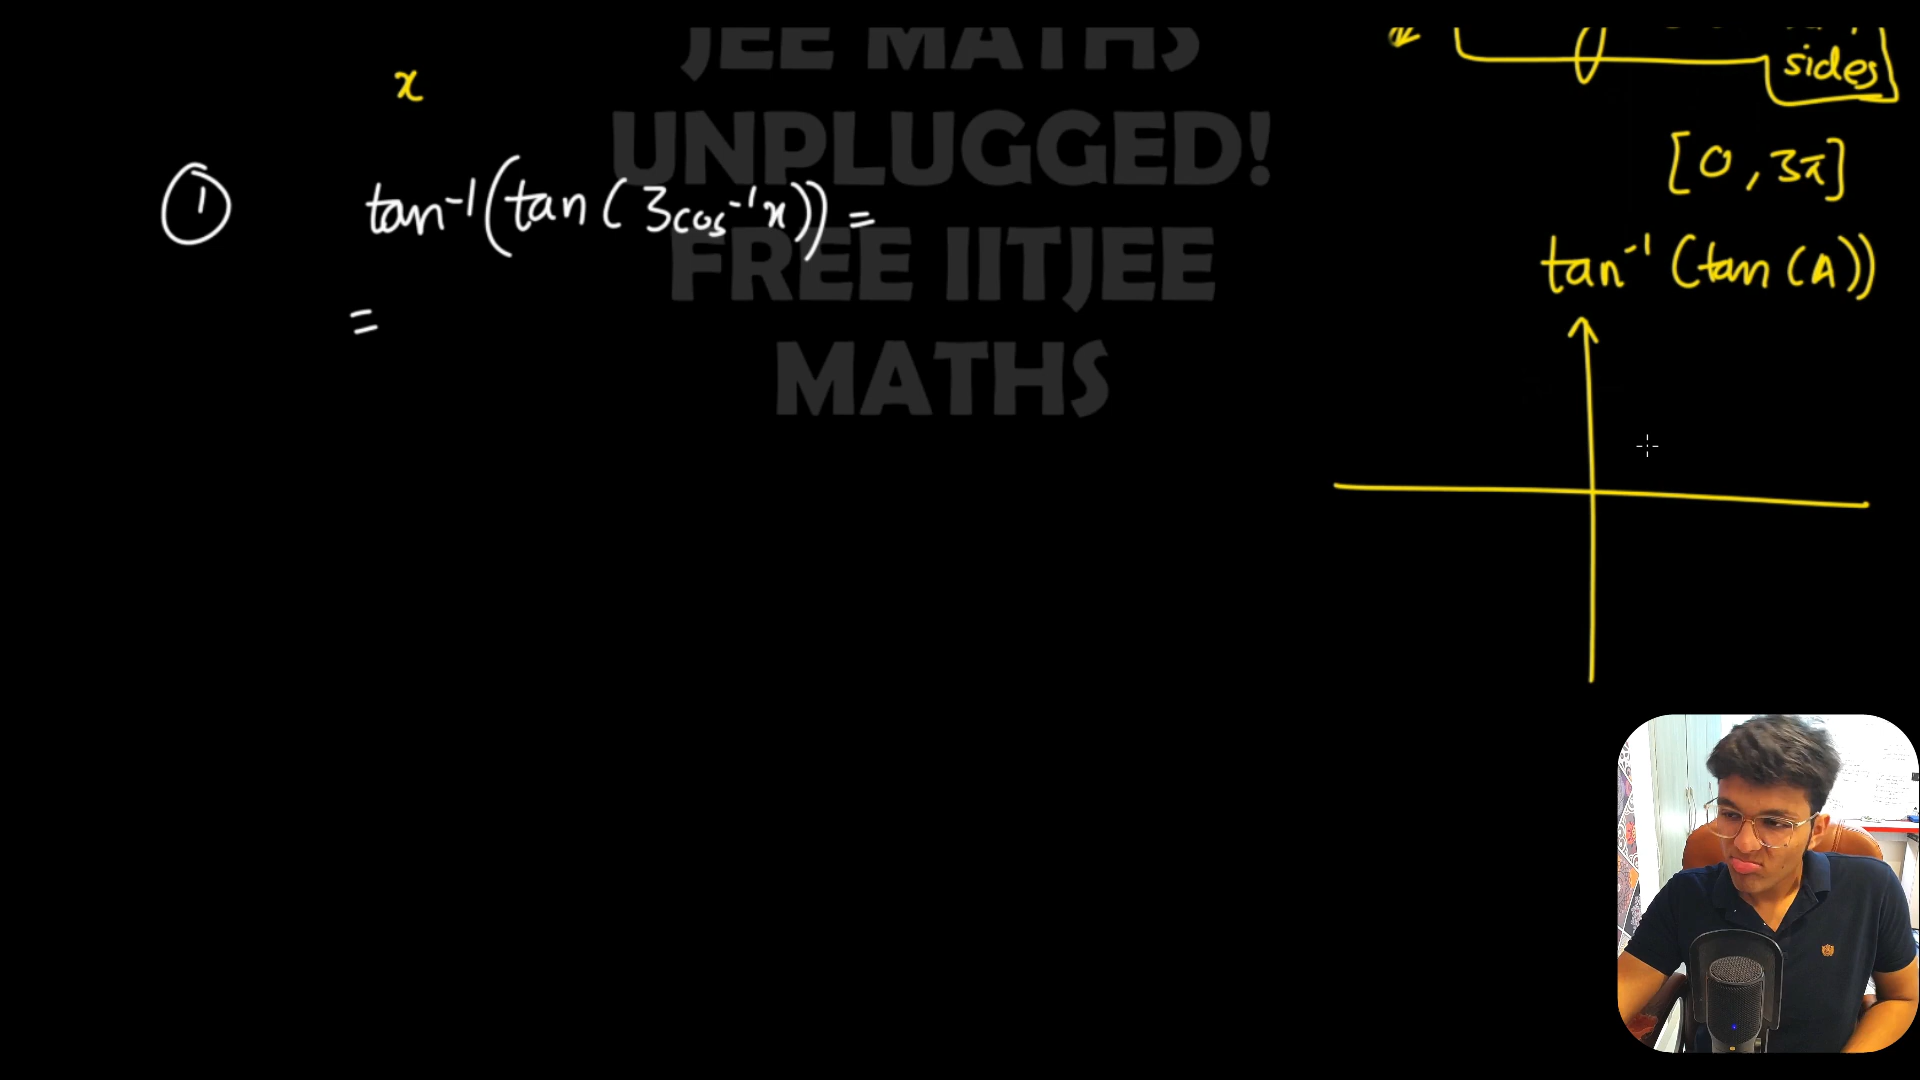 JEE MATHS
UNPLUGGED!
FREE IITJEE
MATHS
x
① tan⁻¹(tan(3cos⁻¹x)) =
=
sides
[0, 3π]
tan⁻¹(tan(A))